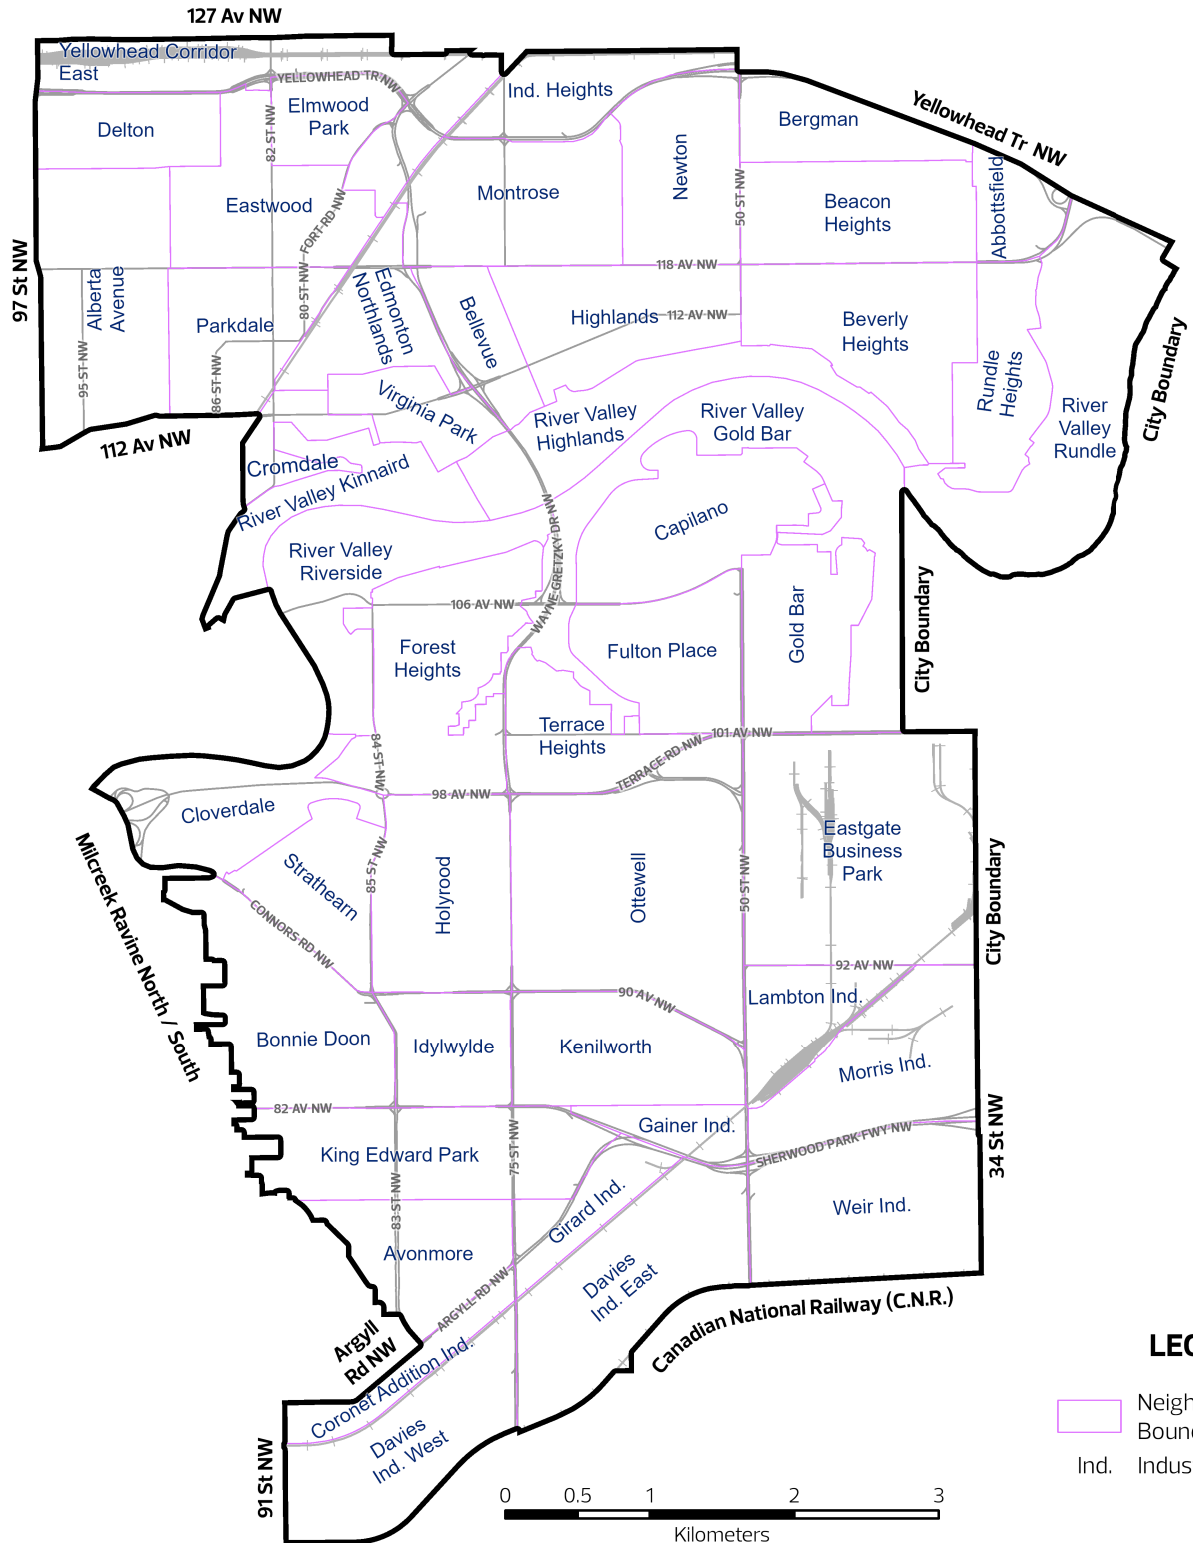 127 Av NW
Yellowhead Corridor
East
YELLOWHEAD TR NW
Ind. Heights
Elmwood
Park
Delton
82 ST NW
Bergman
Yellowhead Tr NW
Newton
Montrose
Eastwood
FORT RD NW
50 ST NW
Beacon
Heights
Abbottsfield
118 AV NW
97 St NW
Alberta
Avenue
80 ST NW
Parkdale
Edmonton
Northlands
Bellevue
Highlands
112 AV NW
Beverly
Heights
City Boundary
95 ST NW
86 ST NW
Virginia Park
River Valley
Highlands
River Valley
Gold Bar
Rundle
Heights
River
Valley
Rundle
112 Av NW
Cromdale
River Valley Kinnaird
Capilano
River Valley
Riverside
WAYNE GRETZKY DR NW
106 AV NW
Forest
Heights
Fulton Place
Gold Bar
City Boundary
Terrace
Heights
101 AV NW
84 ST NW
TERRACE RD NW
98 AV NW
Cloverdale
Eastgate
Business
Park
Strathearn
85 ST NW
Holyrood
Ottewell
50 ST NW
City Boundary
Milcreek Ravine North / South
CONNORS RD NW
92 AV NW
Lambton Ind.
90 AV NW
Bonnie Doon
Idylwylde
Kenilworth
Morris Ind.
82 AV NW
Gainer Ind.
SHERWOOD PARK FWY NW
34 St NW
King Edward Park
75 ST NW
83 ST NW
Girard Ind.
Weir Ind.
Avonmore
Davies
Ind. East
ARGYLL RD NW
Canadian National Railway (C.N.R.)
Argyll
Rd NW
Coronet Addition Ind.
Davies
Ind. West
91 St NW
LEG
Neigh
Bound
Ind. Indus
0 0.5 1 2 3
Kilometers